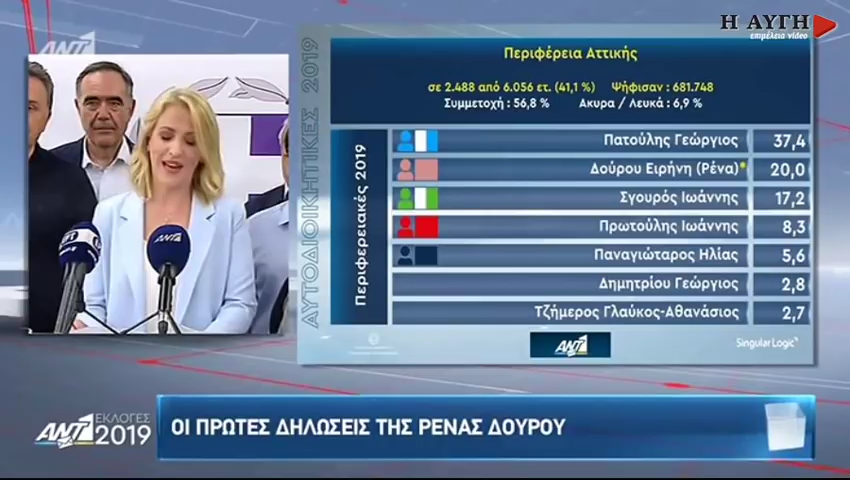 ANT1
Η ΑΥΓΗ
επιμέλεια video
ΑΥΤΟΔΙΟΙΚΗΤΙΚΕΣ 2019
Περιφέρεια Αττικής
σε 2.488 από 6.056 ετ. (41,1 %) Ψήφισαν : 681.748
Συμμετοχή : 56,8 % Ακυρα / Λευκά : 6,9 %
Περιφερειακές 2019
Πατούλης Γεώργιος 37,4
Δούρου Ειρήνη (Ρένα)* 20,0
Σγουρός Ιωάννης 17,2
Πρωτούλης Ιωάννης 8,3
Παναγιώταρος Ηλίας 5,6
Δημητρίου Γεώργιος 2,8
Τζήμερος Γλαύκος-Αθανάσιος 2,7
ANT1
SingularLogic
ANT1
ANT1
ANT1 ΕΚΛΟΓΕΣ 2019
ΟΙ ΠΡΩΤΕΣ ΔΗΛΩΣΕΙΣ ΤΗΣ ΡΕΝΑΣ ΔΟΥΡΟΥ